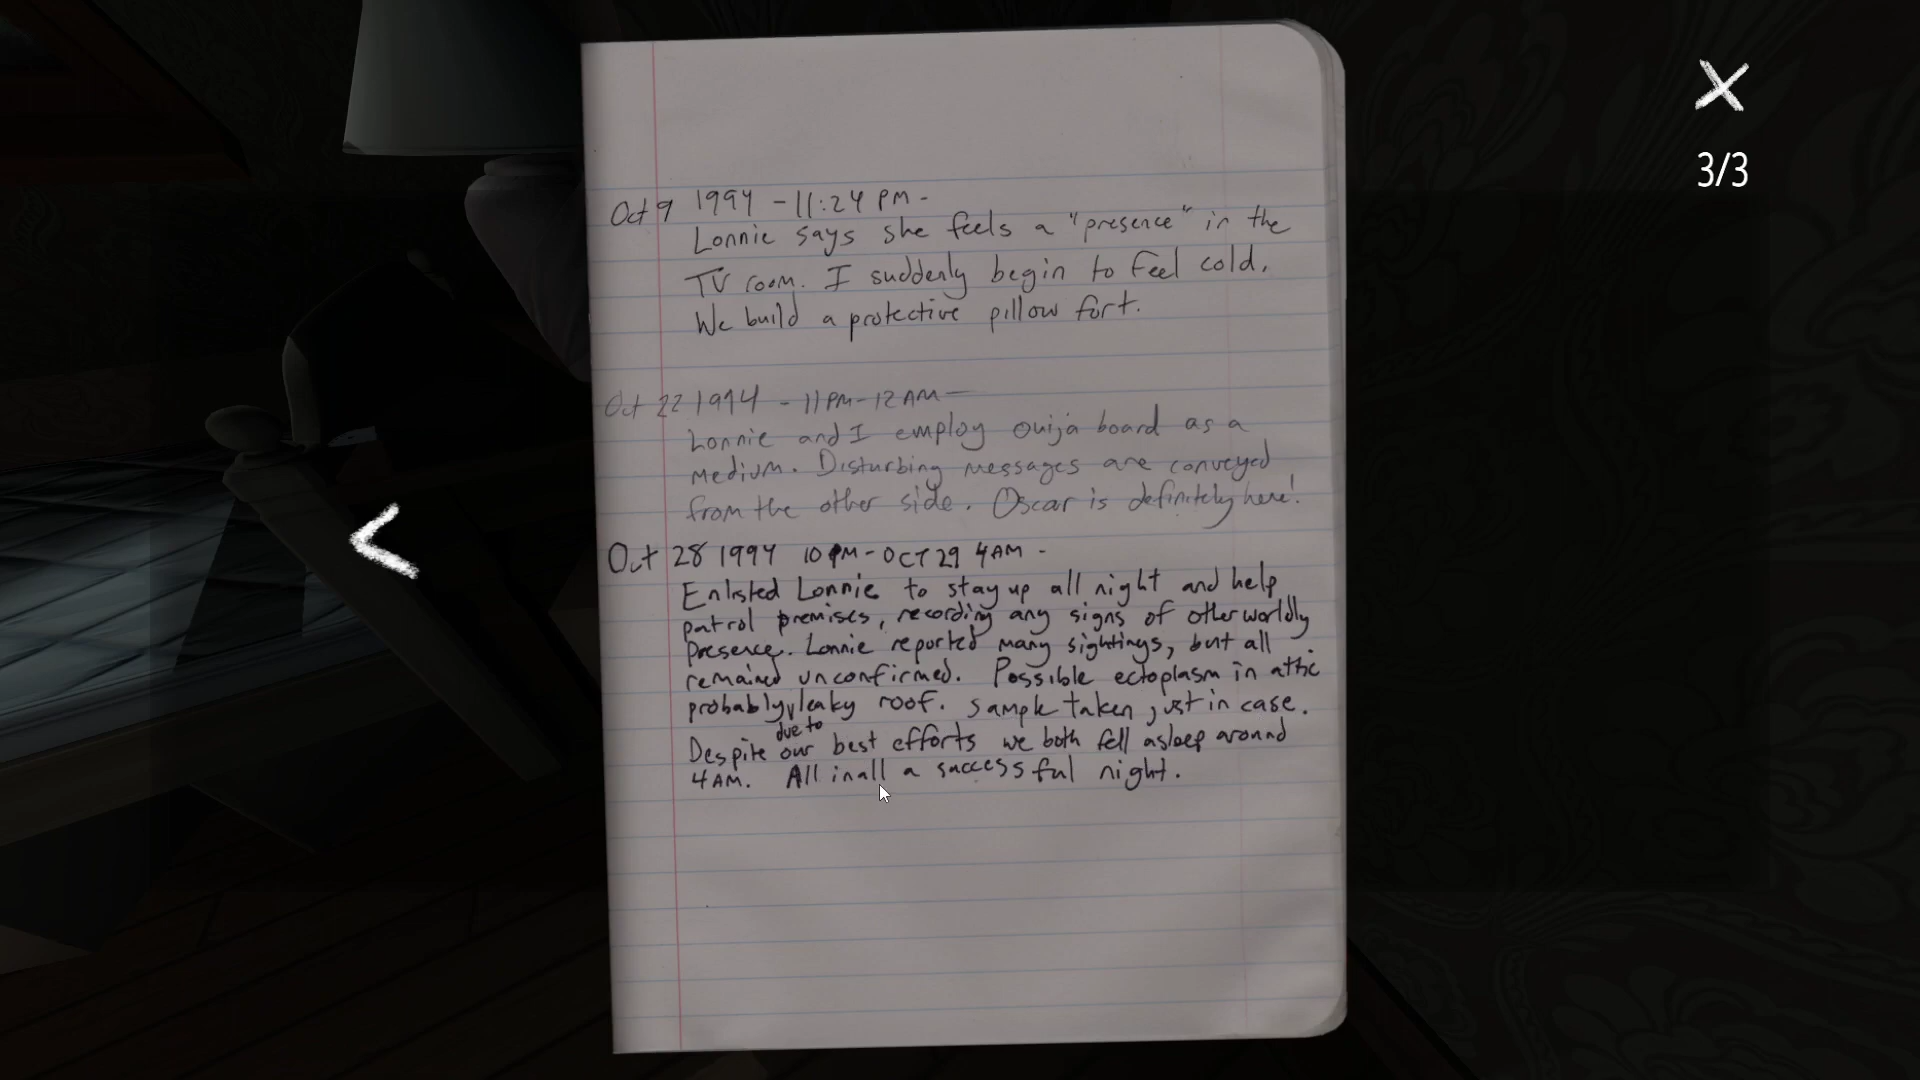 3/3
Oct 9 1994 - 11:24 PM -
Lonnie says she feels a "presence" in the
TV room. I suddenly begin to feel cold.
We build a protective pillow fort.
Oct 22 1994 - 11PM-12AM-
Lonnie and I employ ouija board as a
medium. Disturbing messages are conveyed
from the other side. Oscar is definitely here!
Oct 28 1994 10PM - OCT 29 4AM -
Enlisted Lonnie to stay up all night and help
patrol premises, recording any signs of otherworldly
presence. Lonnie reported many sightings, but all
remained unconfirmed. Possible ectoplasm in attic
probably leaky roof. Sample taken just in case.
due to
Despite our best efforts we both fell asleep around
4AM. All in all a successful night.